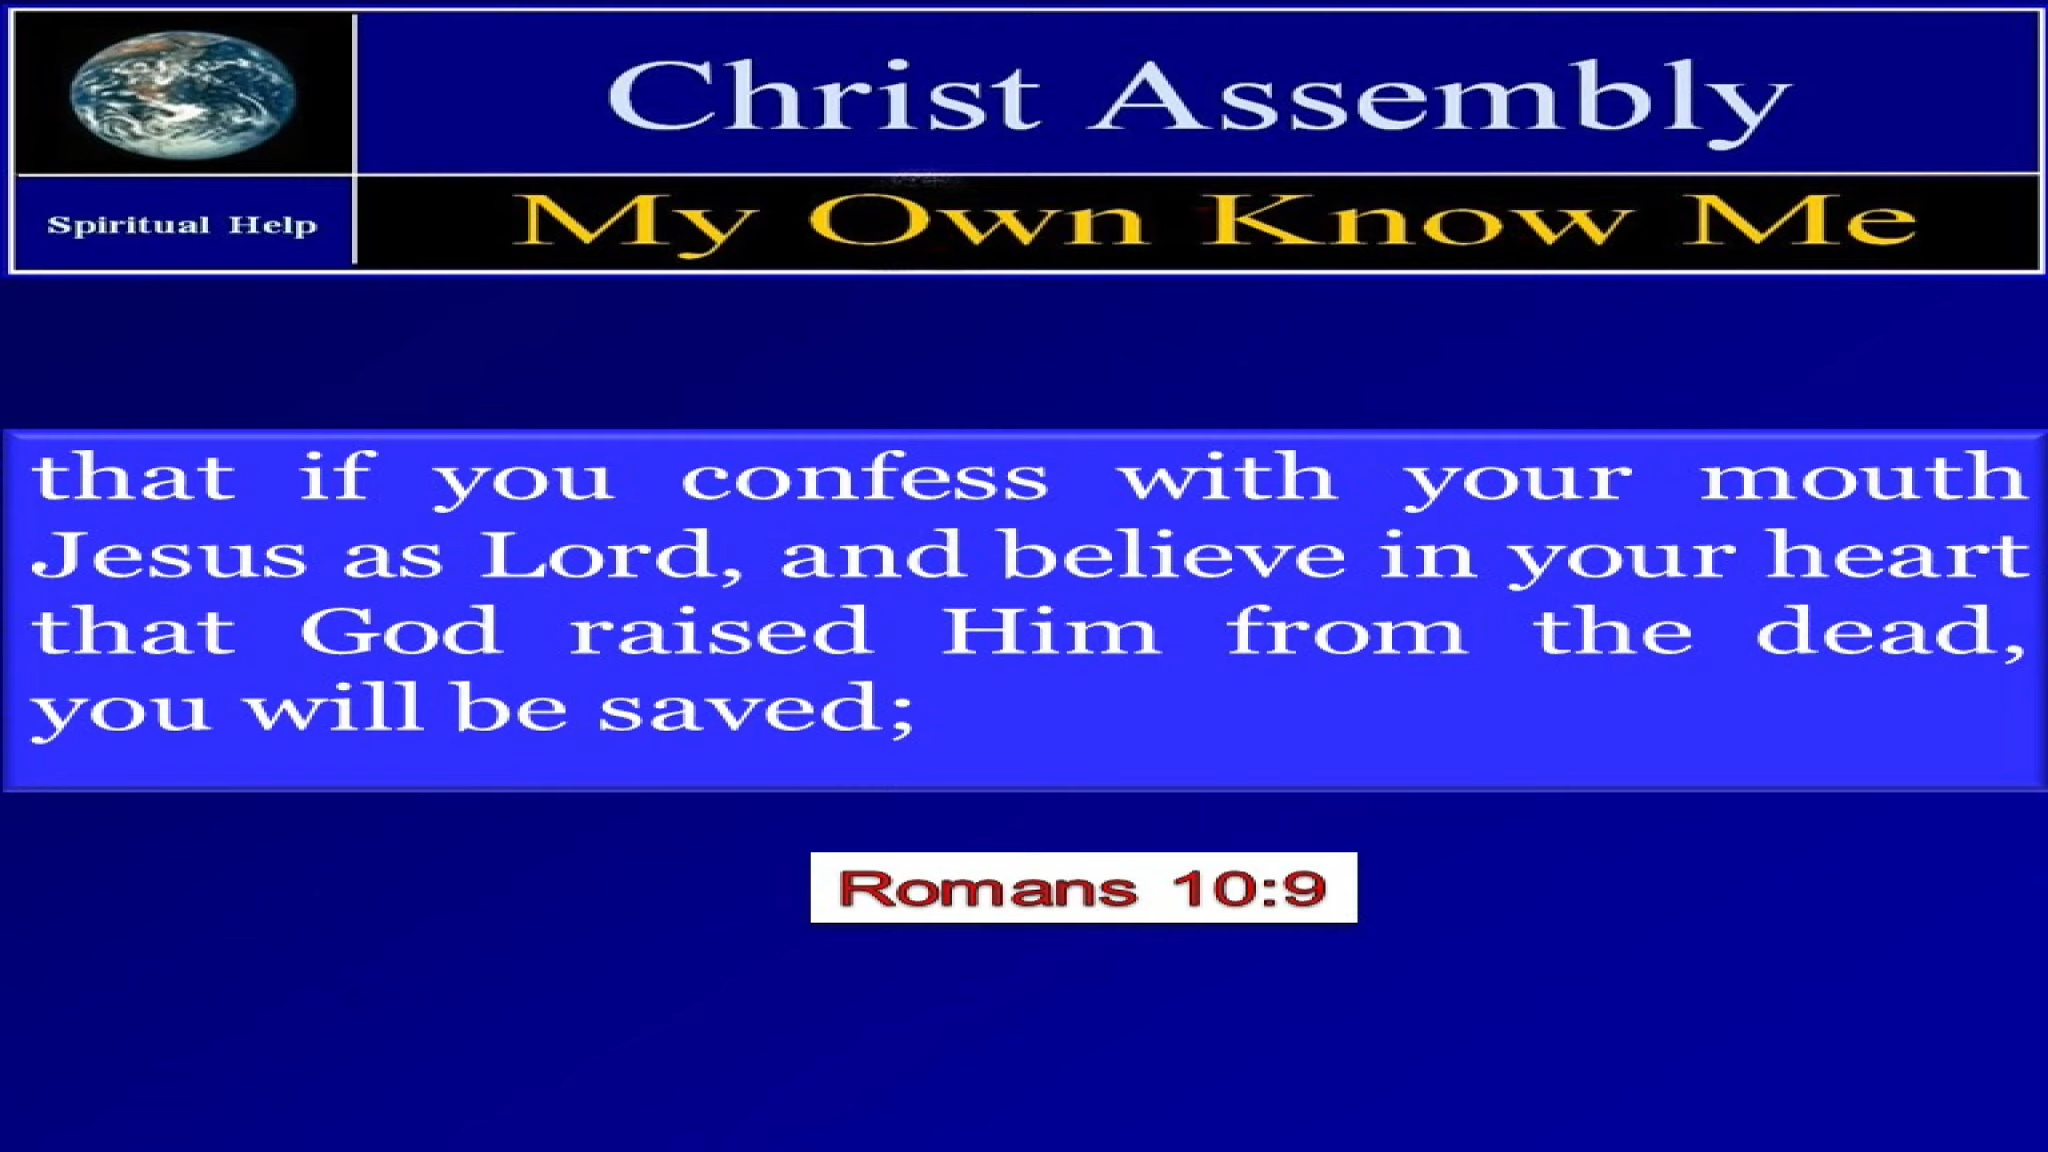 Christ Assembly
Spiritual Help
My Own Know Me
that if you confess with your mouth
Jesus as Lord, and believe in your heart
that God raised Him from the dead,
you will be saved;
Romans 10:9